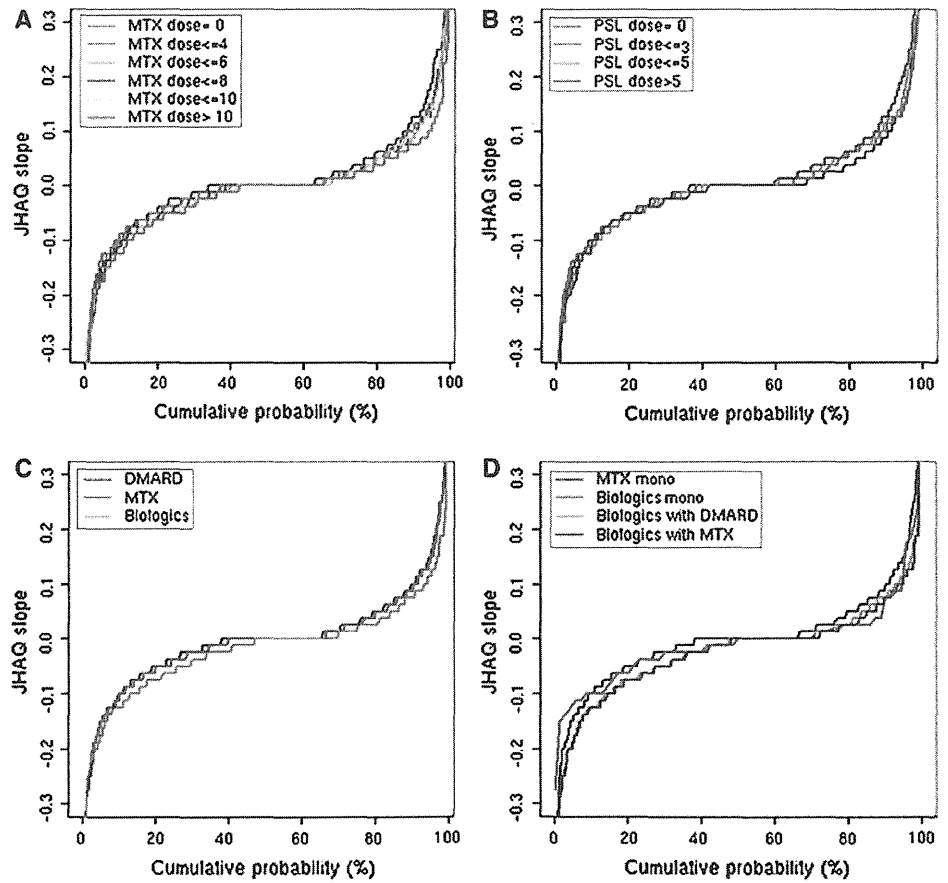 A
0.3
0.2
0.1
0.0
-0.1
-0.2
-0.3
JHAQ slope
MTX dose= 0
MTX dose<=4
MTX dose<=6
MTX dose<=8
MTX dose<=10
MTX dose> 10
0 20 40 60 80 100
Cumulative probability (%)
B
0.3
0.2
0.1
0.0
-0.1
-0.2
-0.3
JHAQ slope
PSL dose= 0
PSL dose<=3
PSL dose<=5
PSL dose>5
0 20 40 60 80 100
Cumulative probability (%)
C
0.3
0.2
0.1
0.0
-0.1
-0.2
-0.3
JHAQ slope
DMARD
MTX
Biologics
0 20 40 60 80 100
Cumulative probability (%)
D
0.3
0.2
0.1
0.0
-0.1
-0.2
-0.3
JHAQ slope
MTX mono
Biologics mono
Biologics with DMARD
Biologics with MTX
0 20 40 60 80 100
Cumulative probability (%)